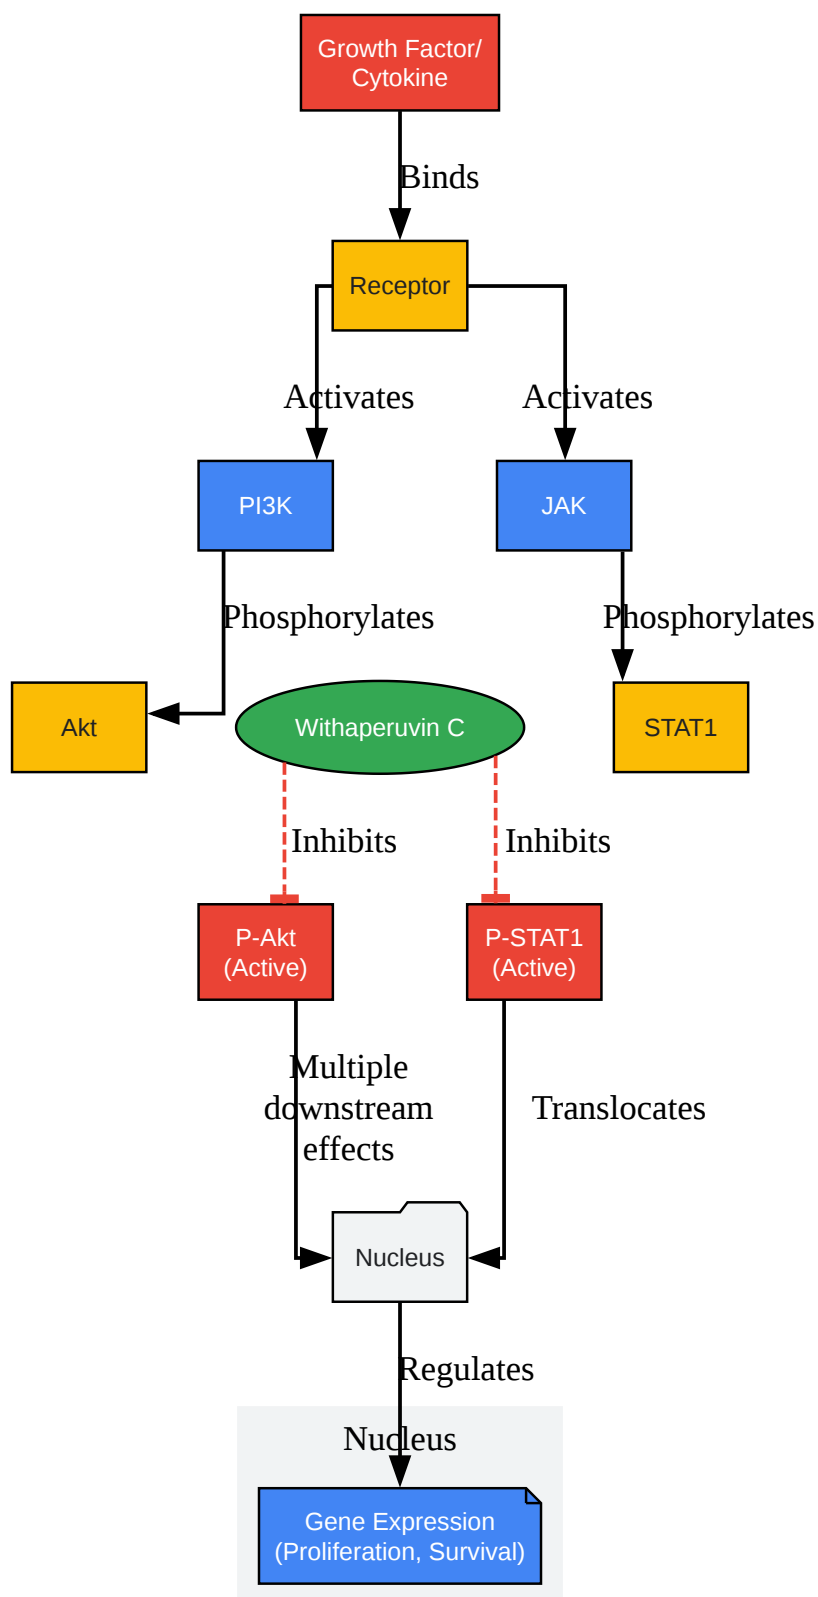 Growth Factor/
Cytokine
Binds
Receptor
Activates
Activates
PI3K
JAK
Phosphorylates
Phosphorylates
Akt
Withaperuvin C
STAT1
Inhibits
Inhibits
P-Akt
(Active)
P-STAT1
(Active)
Multiple
downstream
effects
Translocates
Nucleus
Regulates
Nucleus
Gene Expression
(Proliferation, Survival)